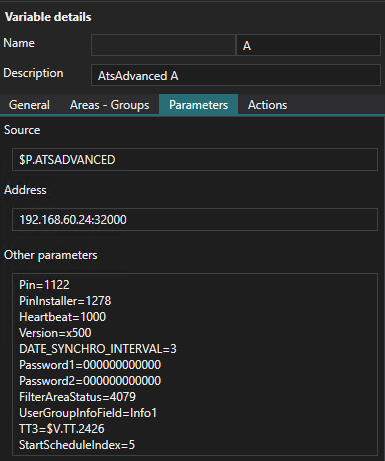 Variable details
Name A
Description AtsAdvanced A
General Areas - Groups Parameters Actions
Source
$P.ATSADVANCED
Address
192.168.60.24:32000
Other parameters
Pin=1122
PinInstaller=1278
Heartbeat=1000
Version=x500
DATE_SYNCHRO_INTERVAL=3
Password1=000000000000
Password2=000000000000
FilterAreaStatus=4079
UserGroupInfoField=Info1
TT3=$V.TT.2426
StartScheduleIndex=5